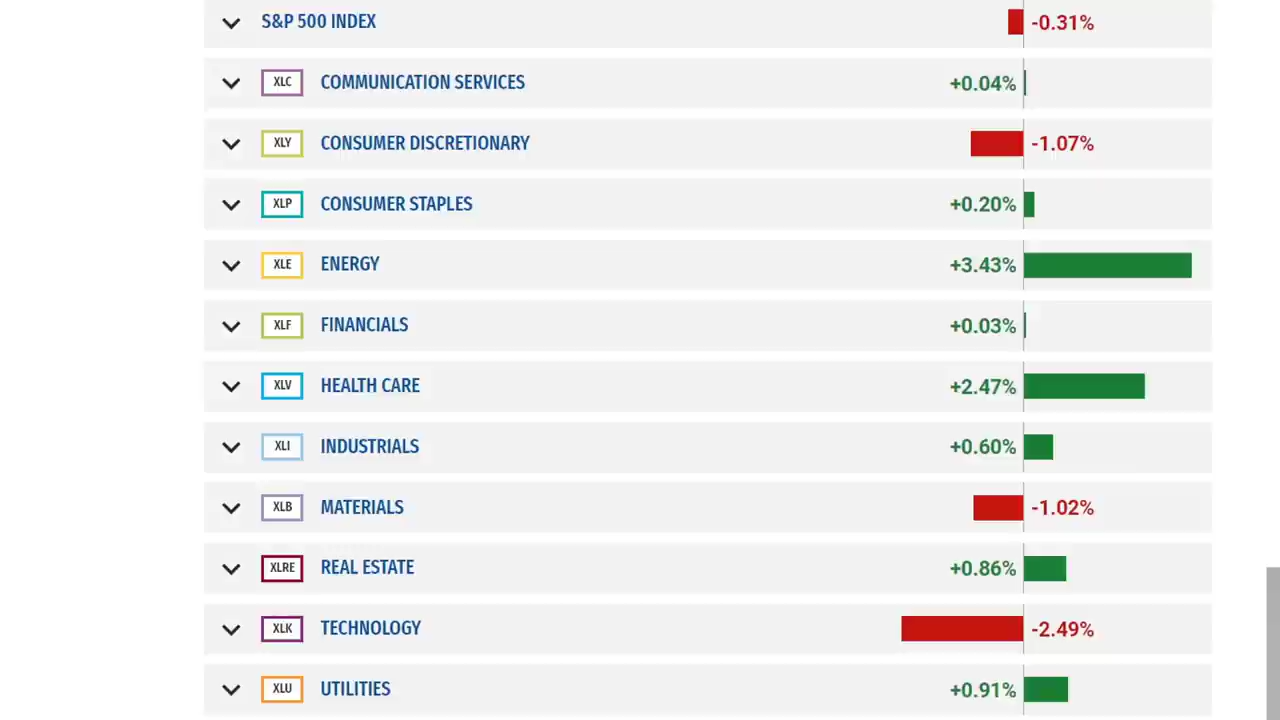 S&P 500 INDEX -0.31%
XLC COMMUNICATION SERVICES +0.04%
XLY CONSUMER DISCRETIONARY -1.07%
XLP CONSUMER STAPLES +0.20%
XLE ENERGY +3.43%
XLF FINANCIALS +0.03%
XLV HEALTH CARE +2.47%
XLI INDUSTRIALS +0.60%
XLB MATERIALS -1.02%
XLRE REAL ESTATE +0.86%
XLK TECHNOLOGY -2.49%
XLU UTILITIES +0.91%